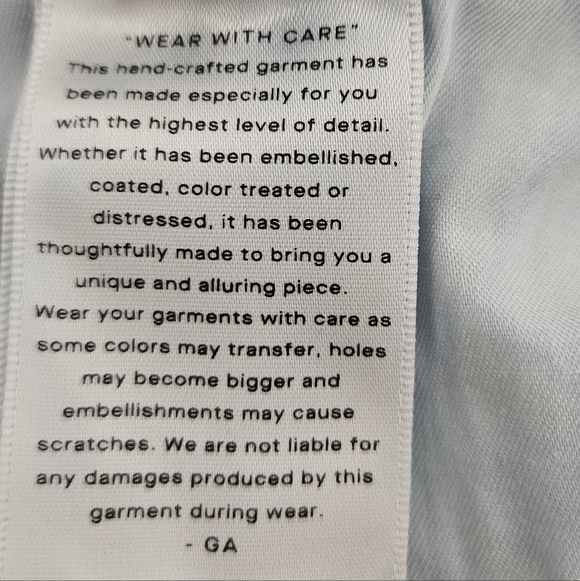 "WEAR WITH CARE"
This hand-crafted garment has
been made especially for you
with the highest level of detail.
Whether it has been embellished,
coated, color treated or
distressed, it has been
thoughtfully made to bring you a
unique and alluring piece.
Wear your garments with care as
some colors may transfer, holes
may become bigger and
embellishments may cause
scratches. We are not liable for
any damages produced by this
garment during wear.
- GA